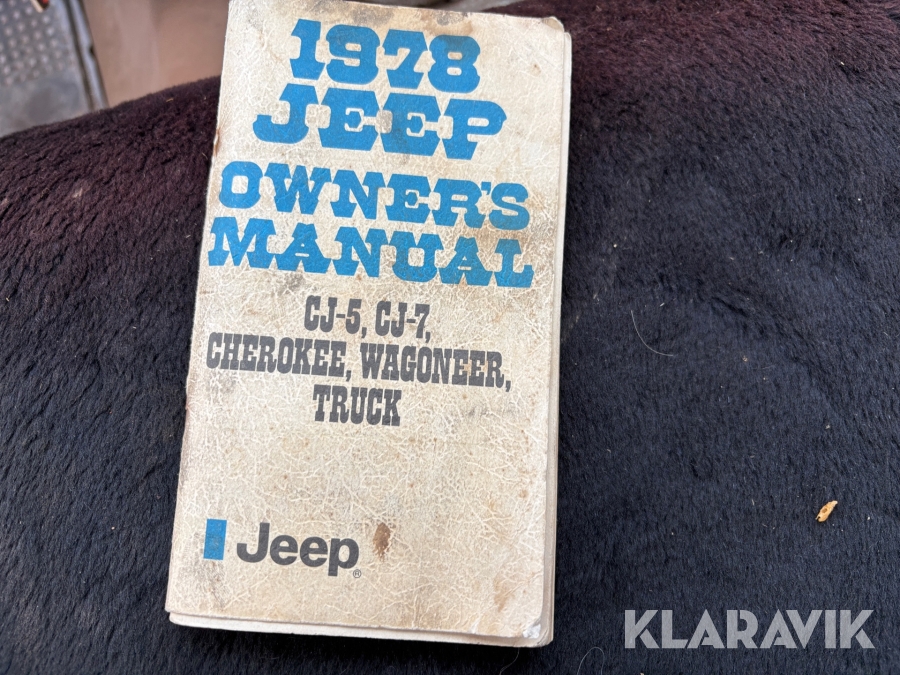 1978
JEEP
OWNER'S
MANUAL
CJ-5, CJ-7,
CHEROKEE, WAGONEER,
TRUCK
Jeep®
KLARAVIK